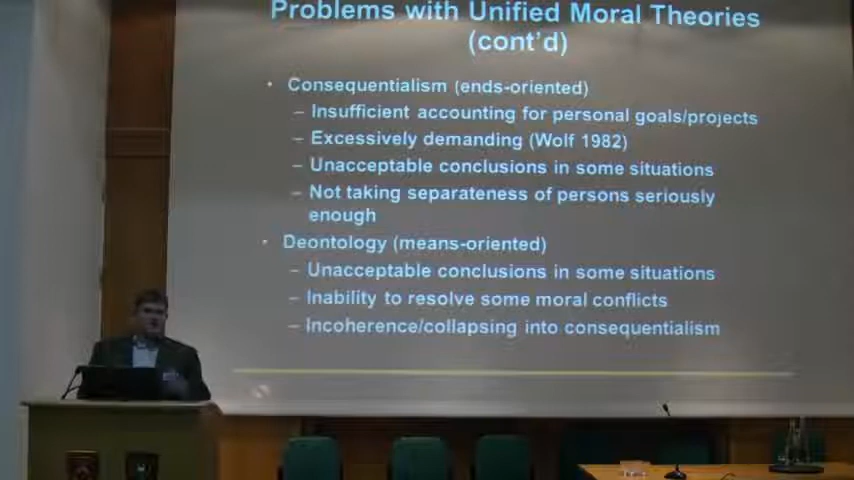 Problems with Unified Moral Theories
(cont'd)
• Consequentialism (ends-oriented)
– Insufficient accounting for personal goals/projects
– Excessively demanding (Wolf 1982)
– Unacceptable conclusions in some situations
– Not taking separateness of persons seriously
enough
• Deontology (means-oriented)
– Unacceptable conclusions in some situations
– Inability to resolve some moral conflicts
– Incoherence/collapsing into consequentialism